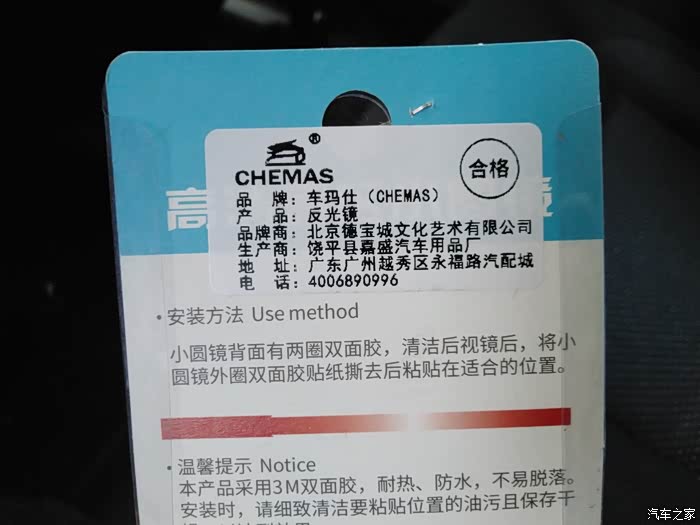 ®
CHEMAS
合格
品　牌：车玛仕（CHEMAS）
产　品：反光镜
品牌商：北京德宝城文化艺术有限公司
生产商：饶平县嘉盛汽车用品厂
地　址：广东广州越秀区永福路汽配城
电　话：4006890996
高
·安装方法 Use method
小圆镜背面有两圈双面胶，清洁后视镜后，将小
圆镜外圈双面胶贴纸撕去后粘贴在适合的位置。
·温馨提示 Notice
本产品采用3M双面胶，耐热、防水，不易脱落。
安装时，请细致清洁要粘贴位置的油污且保存干
汽车之家